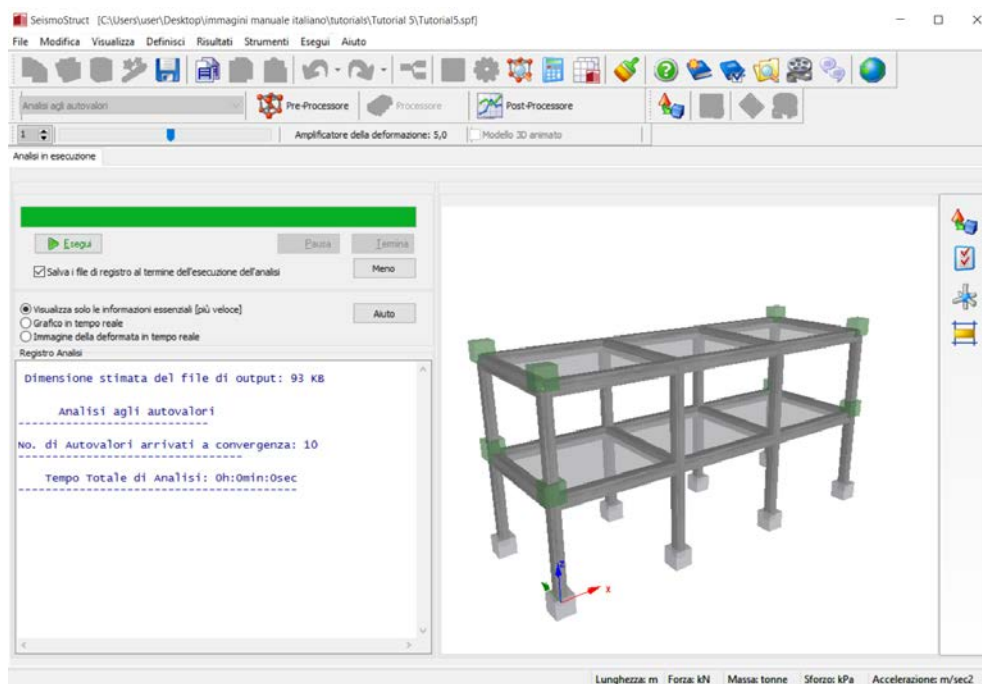 SeismoStruct [C:\Users\user\Desktop\immagini manuale italiano\tutorials\Tutorial 5\Tutorial5.spf]
File Modifica Visualizza Definisci Risultati Strumenti Esegui Aiuto
Analisi agli autovalori
Pre-Processore
Processore
Post-Processore
1
Amplificatore della deformazione: 5,0
Modello 3D animato
Analisi in esecuzione
Esegui
Pausa
Termina
Salva i file di registro al termine dell'esecuzione dell'analisi
Meno
Visualizza solo le informazioni essenziali [più veloce]
Aiuto
Grafico in tempo reale
Immagine della deformata in tempo reale
Registro Analisi
Dimensione stimata del file di output: 93 KB
Analisi agli autovalori
-----------------------------
No. di Autovalori arrivati a convergenza: 10
----------------------------------
Tempo Totale di Analisi: 0h:0min:0sec
------------------------------------------
z
x
Lunghezza: m Forza: kN Massa: tonne Sforzo: kPa Accelerazione: m/sec2